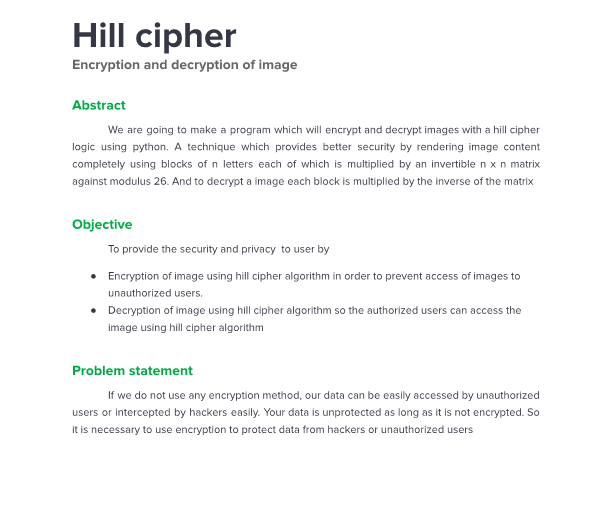 Hill cipher
Encryption and decryption of image
Abstract
We are going to make a program which will encrypt and decrypt images with a hill cipher
logic using python. A technique which provides better security by rendering image content
completely using blocks of n letters each of which is multiplied by an invertible n x n matrix
against modulus 26. And to decrypt a image each block is multiplied by the inverse of the matrix
Objective
To provide the security and privacy to user by
● Encryption of image using hill cipher algorithm in order to prevent access of images to
unauthorized users.
● Decryption of image using hill cipher algorithm so the authorized users can access the
image using hill cipher algorithm
Problem statement
If we do not use any encryption method, our data can be easily accessed by unauthorized
users or intercepted by hackers easily. Your data is unprotected as long as it is not encrypted. So
it is necessary to use encryption to protect data from hackers or unauthorized users